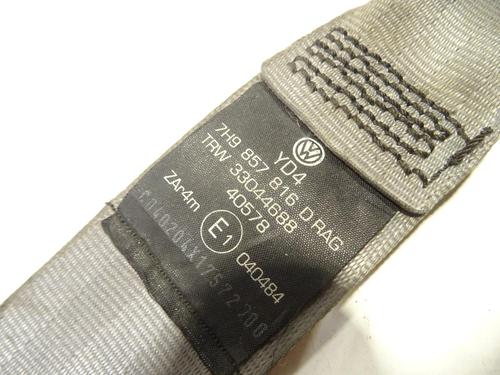 YD4
7H9 857 816 D RAG
TRW 33044688
40578
ZAr4m E1 040484